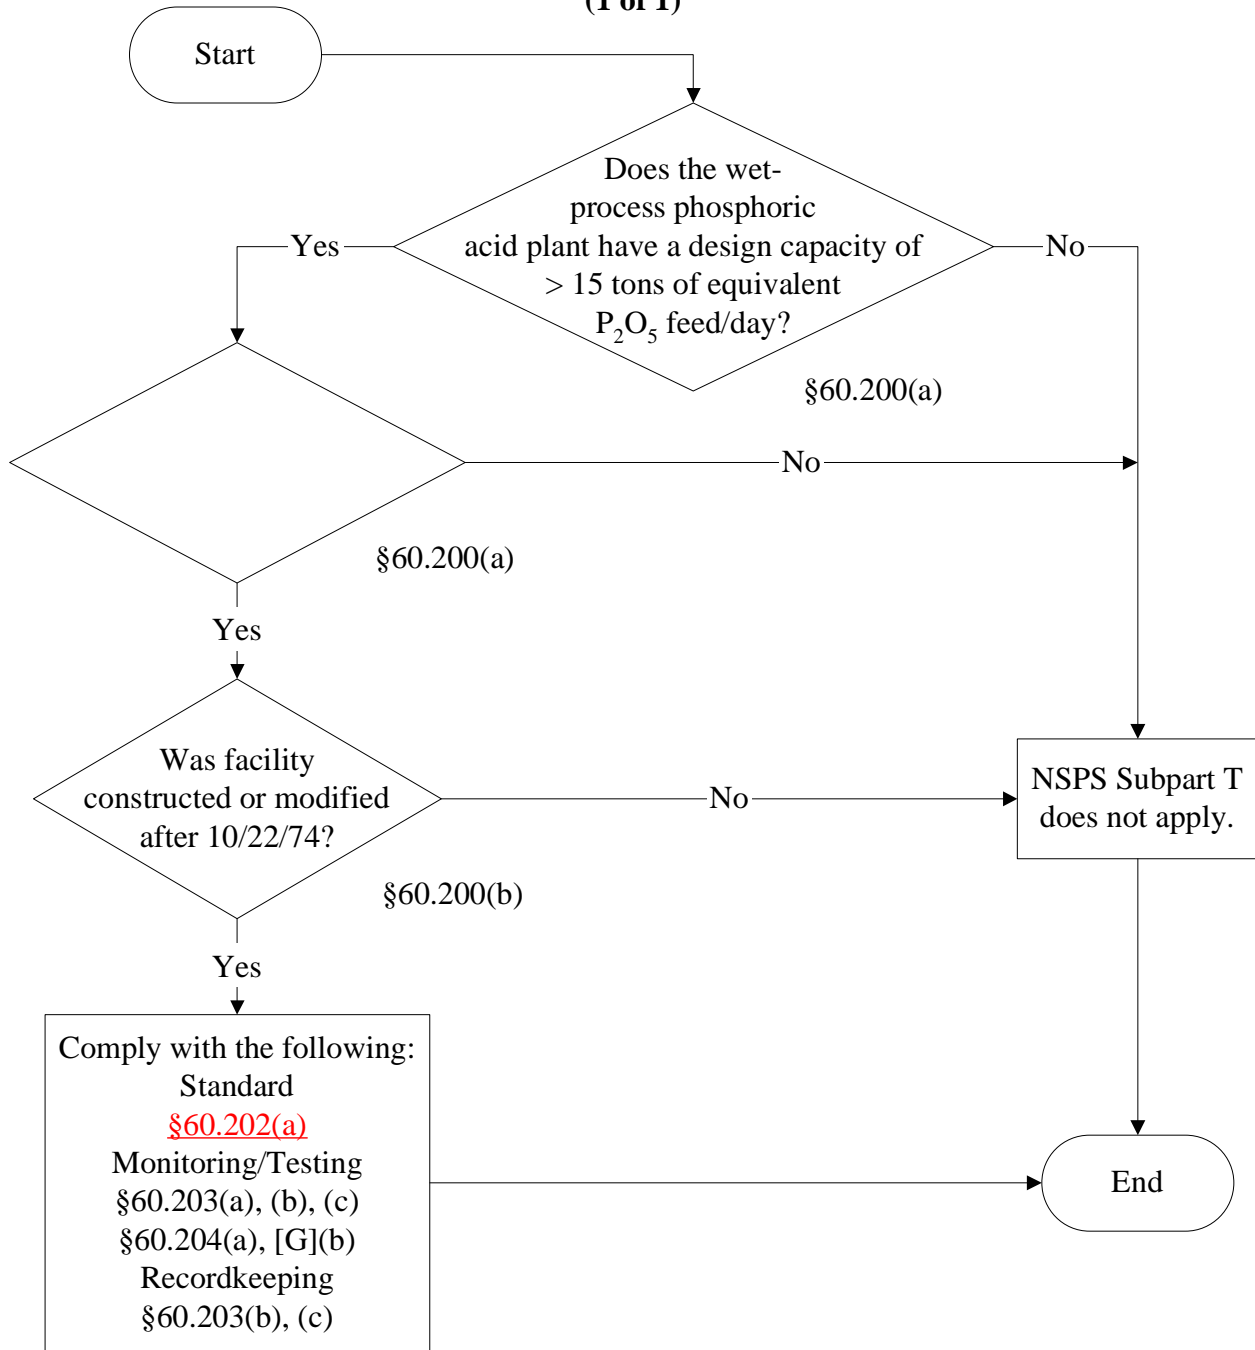 (1 of 1)
Start
Does the wet-
process phosphoric
acid plant have a design capacity of
> 15 tons of equivalent
P₂O₅ feed/day?
Yes
No
§60.200(a)
No
§60.200(a)
Yes
Was facility
constructed or modified
after 10/22/74?
No
NSPS Subpart T
does not apply.
§60.200(b)
Yes
Comply with the following:
Standard
§60.202(a)
Monitoring/Testing
§60.203(a), (b), (c)
§60.204(a), [G](b)
Recordkeeping
§60.203(b), (c)
End